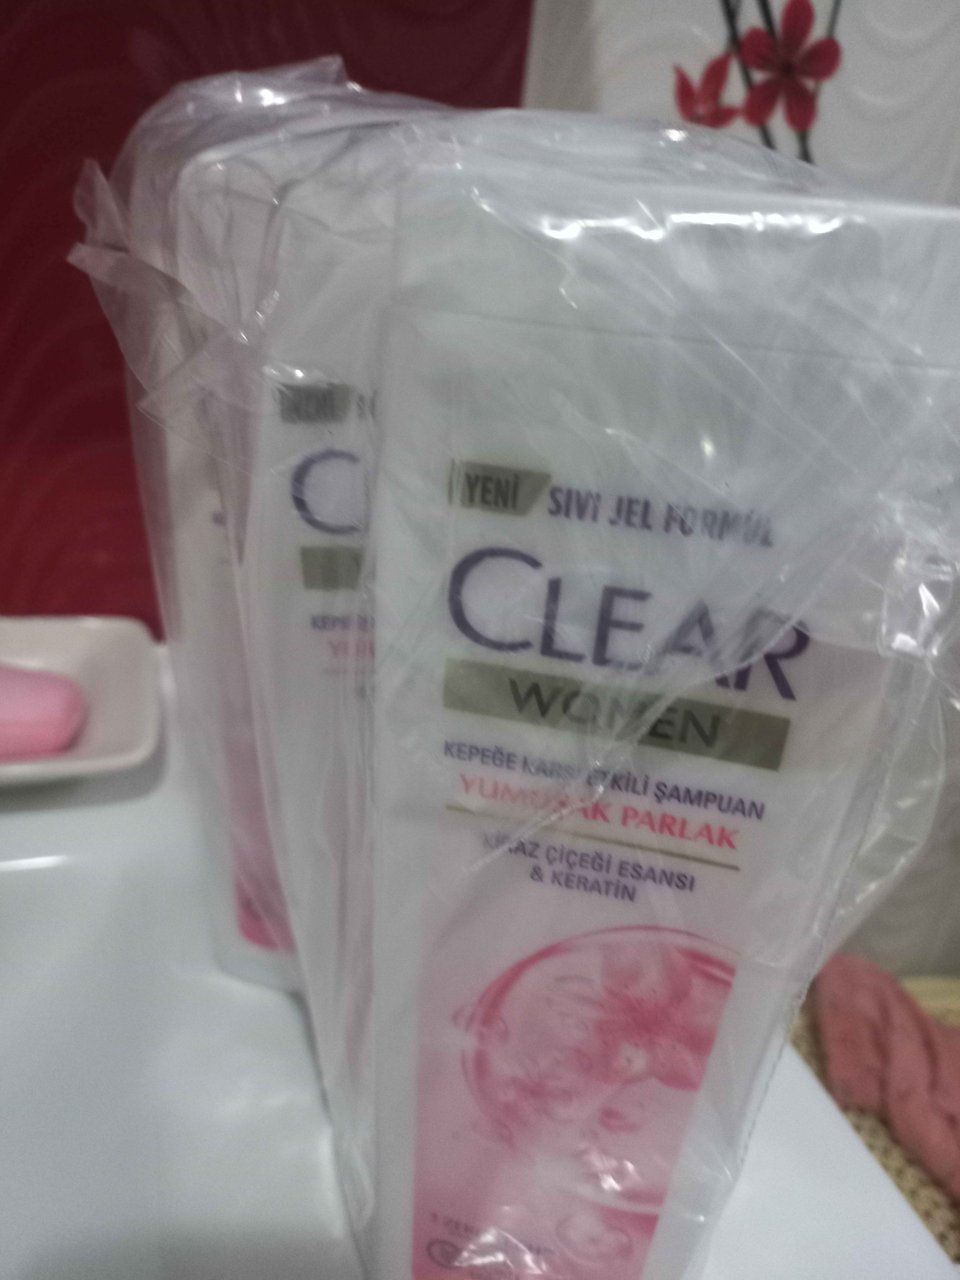 YENİ SIVI JEL FORMÜL
CLEAR
WOMEN
KEPEĞE KARŞI ETKİLİ ŞAMPUAN
YUMUŞAK PARLAK
KİRAZ ÇİÇEĞİ ESANSI
& KERATİN
YENİ
C